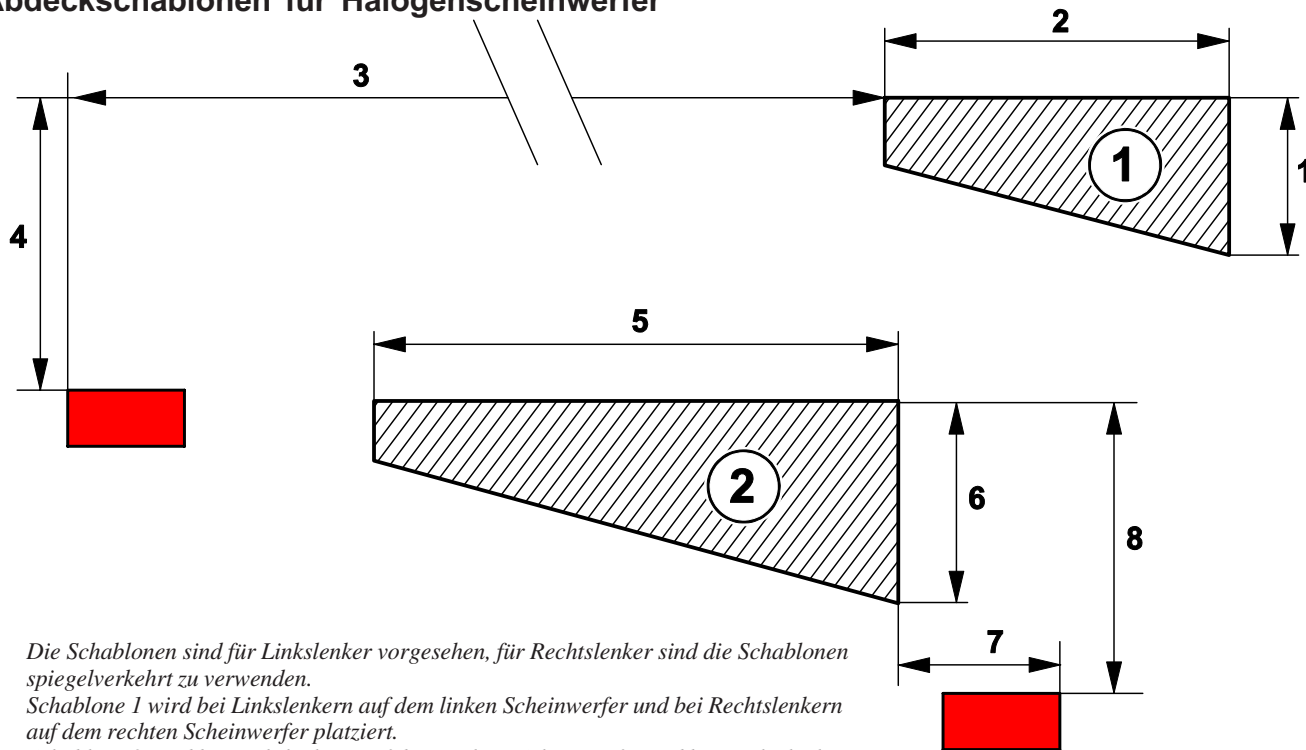 Abdeckschablonen für Halogenscheinwerfer
2
3
1
1
4
5
2
6
8
7
Die Schablonen sind für Linkslenker vorgesehen, für Rechtslenker sind die Schablonen
spiegelverkehrt zu verwenden.
Schablone 1 wird bei Linkslenkern auf dem linken Scheinwerfer und bei Rechtslenkern
auf dem rechten Scheinwerfer platziert.